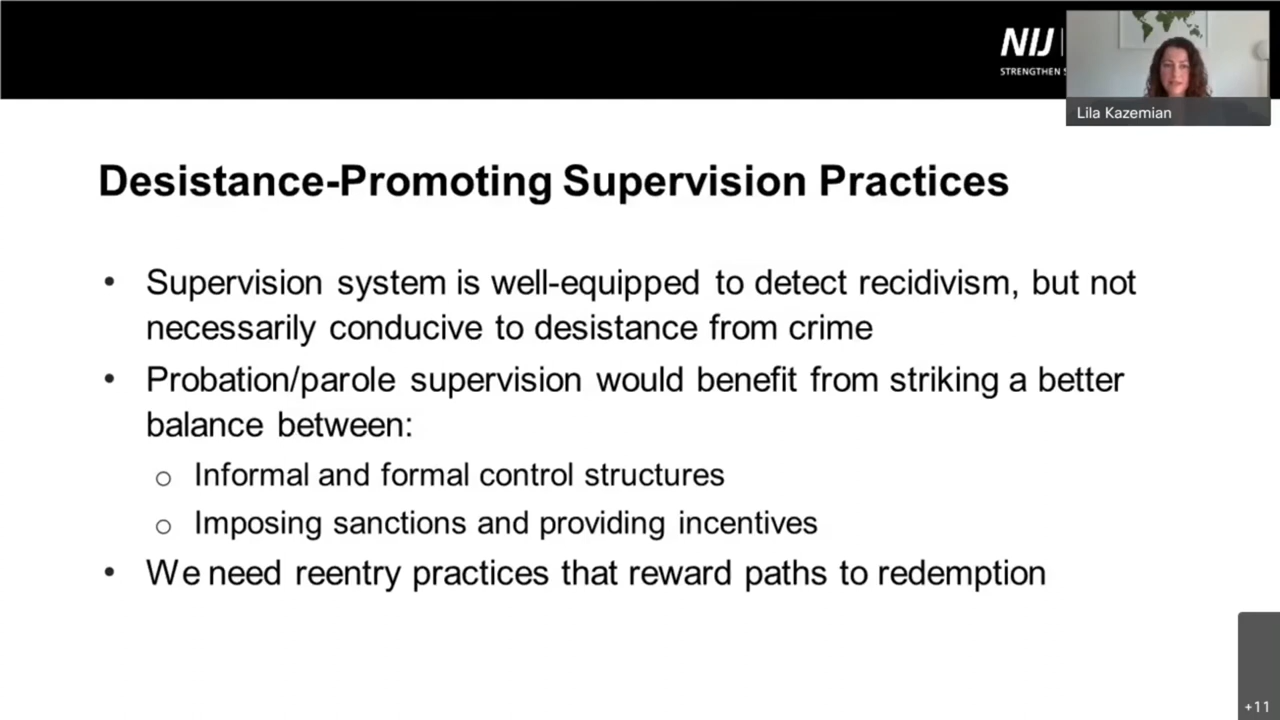 NIJ
STRENGTHEN
Lila Kazemian
Desistance-Promoting Supervision Practices
• Supervision system is well-equipped to detect recidivism, but not
necessarily conducive to desistance from crime
• Probation/parole supervision would benefit from striking a better
balance between:
o Informal and formal control structures
o Imposing sanctions and providing incentives
• We need reentry practices that reward paths to redemption
+11